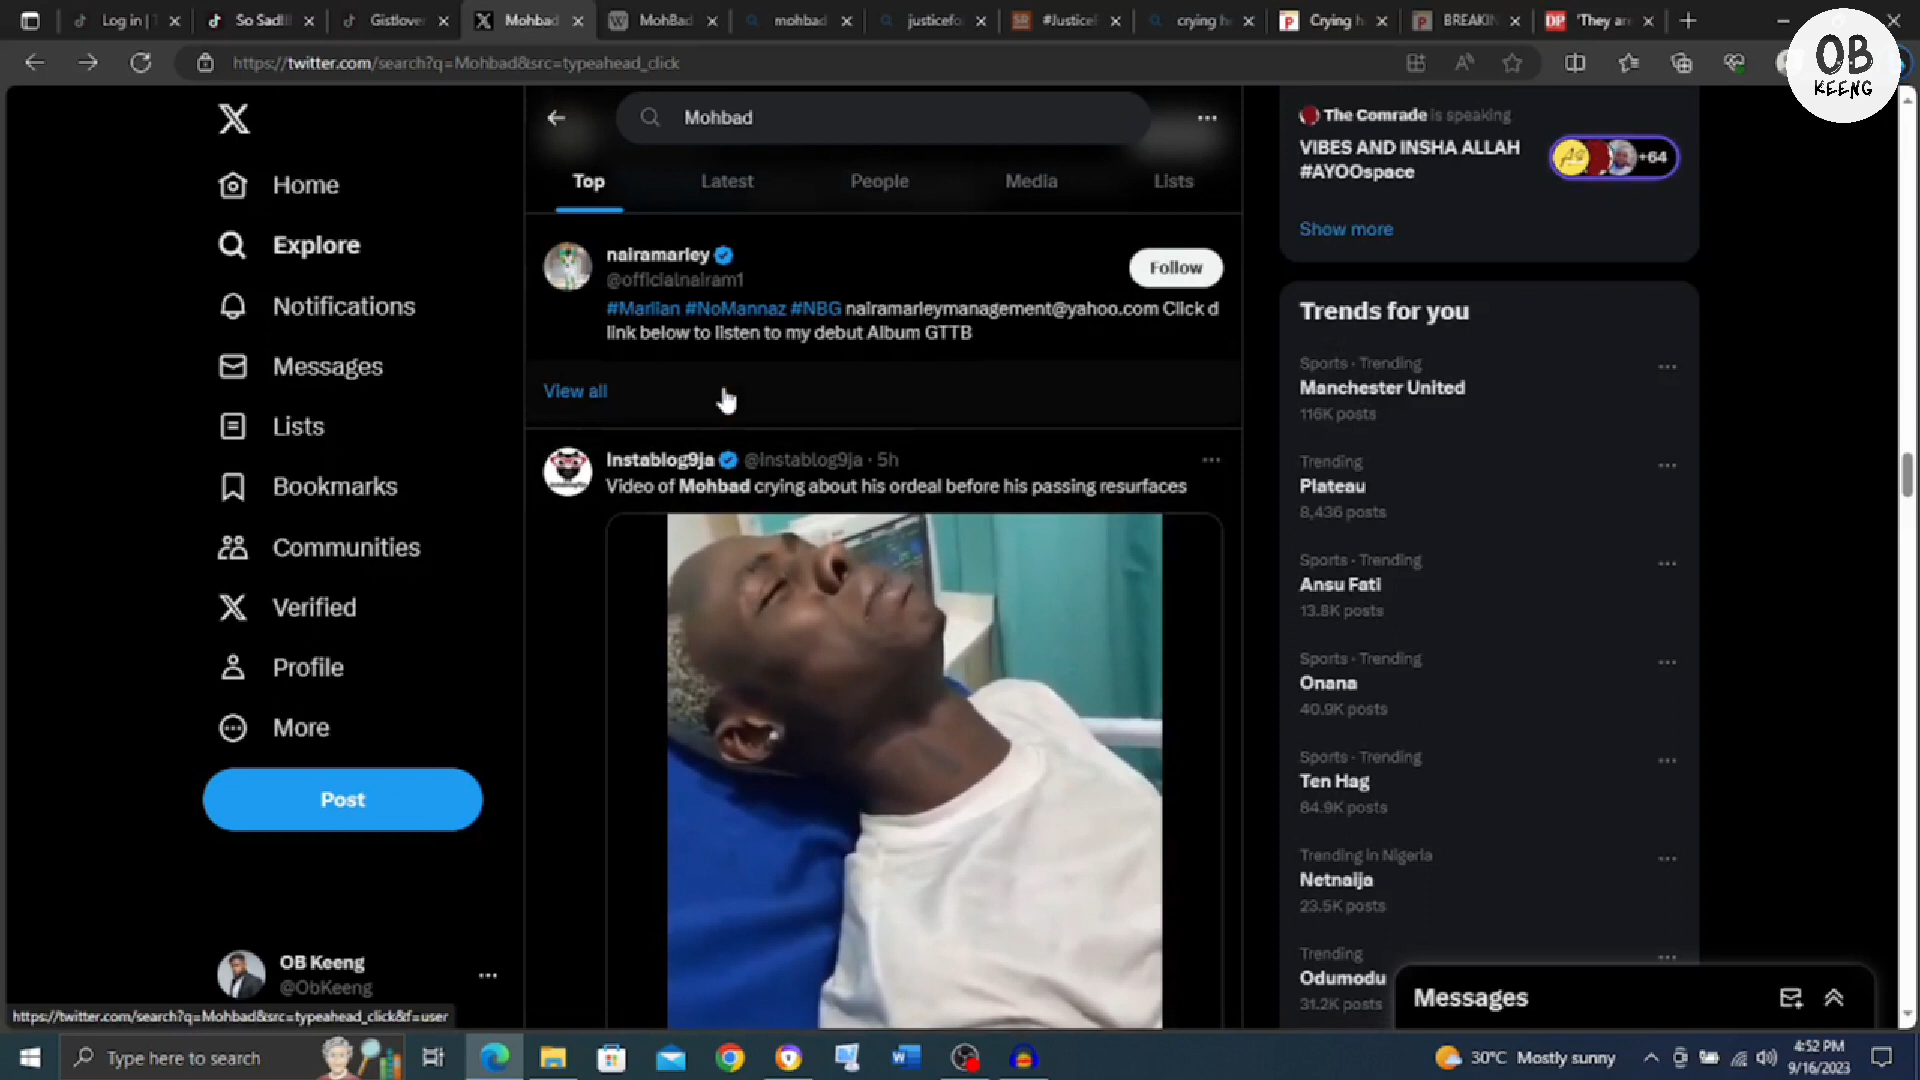 Log in | T
So Sad!!
Gistlover
Mohbad
MohBad
mohbad
justicefo
#Justicef
crying h
Crying h
BREAKIN
'They are
OB
KEENG
https://twitter.com/search?q=Mohbad&src=typeahead_click
Home
Explore
Notifications
Messages
Lists
Bookmarks
Communities
Verified
Profile
More
Post
OB Keeng
@ObKeeng
https://twitter.com/search?q=Mohbad&src=typeahead_click&f=user
Mohbad
Top
Latest
People
Media
Lists
nairamarley
@officialnairam1
Follow
#Marlian #NoMannaz #NBG nairamarleymanagement@yahoo.com Click d
link below to listen to my debut Album GTTB
View all
Instablog9ja @Instablog9ja · 5h
Video of Mohbad crying about his ordeal before his passing resurfaces
The Comrade is speaking
VIBES AND INSHA ALLAH
#AYOOspace
+64
Show more
Trends for you
Sports · Trending
Manchester United
116K posts
Trending
Plateau
8,436 posts
Sports · Trending
Ansu Fati
13.8K posts
Sports · Trending
Onana
40.9K posts
Sports · Trending
Ten Hag
84.9K posts
Trending in Nigeria
Netnaija
23.5K posts
Trending
Odumodu
31.2K posts
Messages
Type here to search
30°C Mostly sunny
4:52 PM
9/16/2023